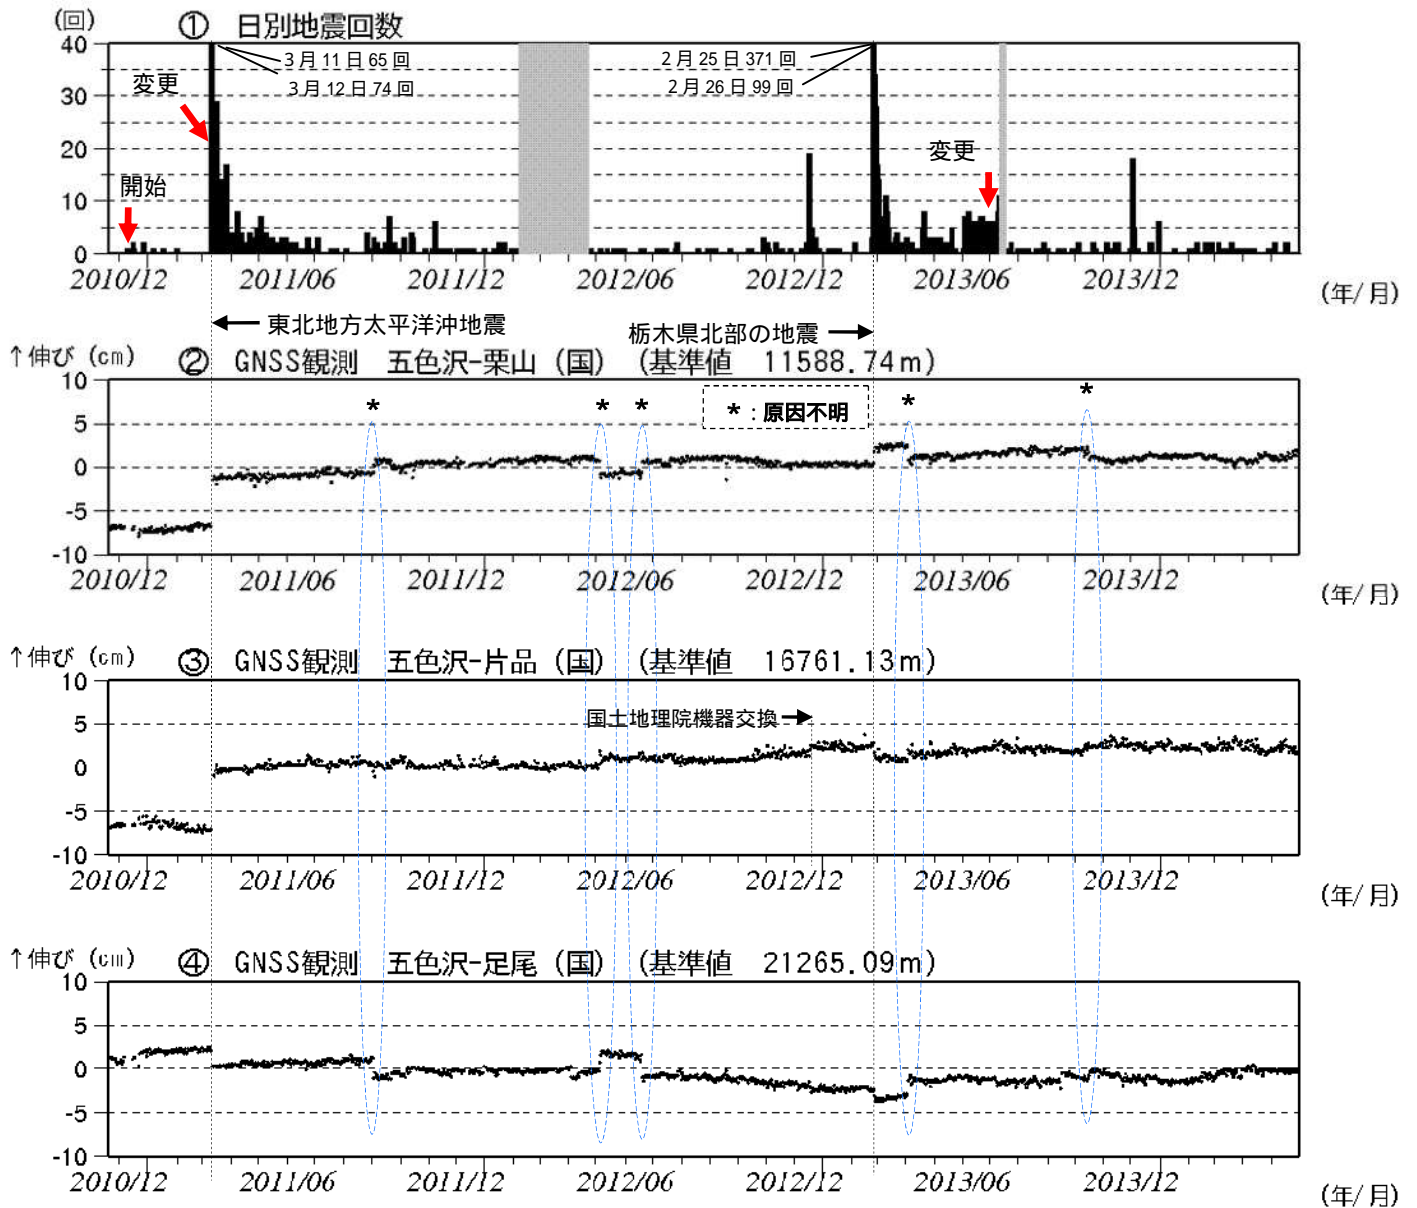 (回)
① 日別地震回数
40
30
20
10
0
3月11日65回
3月12日74回
2月25日371回
2月26日99回
変更
開始
変更
2010/12 2011/06 2011/12 2012/06 2012/12 2013/06 2013/12
(年/月)
東北地方太平洋沖地震
栃木県北部の地震
↑伸び (cm) ② GNSS観測 五色沢-栗山 (国) (基準値 11588.74m)
10
5
0
-5
-10
* * * * *
* : 原因不明
2010/12 2011/06 2011/12 2012/06 2012/12 2013/06 2013/12
(年/月)
↑伸び (cm) ③ GNSS観測 五色沢-片品 (国) (基準値 16761.13m)
10
5
0
-5
-10
国土地理院機器交換
2010/12 2011/06 2011/12 2012/06 2012/12 2013/06 2013/12
(年/月)
↑伸び (cm) ④ GNSS観測 五色沢-足尾 (国) (基準値 21265.09m)
10
5
0
-5
-10
2010/12 2011/06 2011/12 2012/06 2012/12 2013/06 2013/12
(年/月)